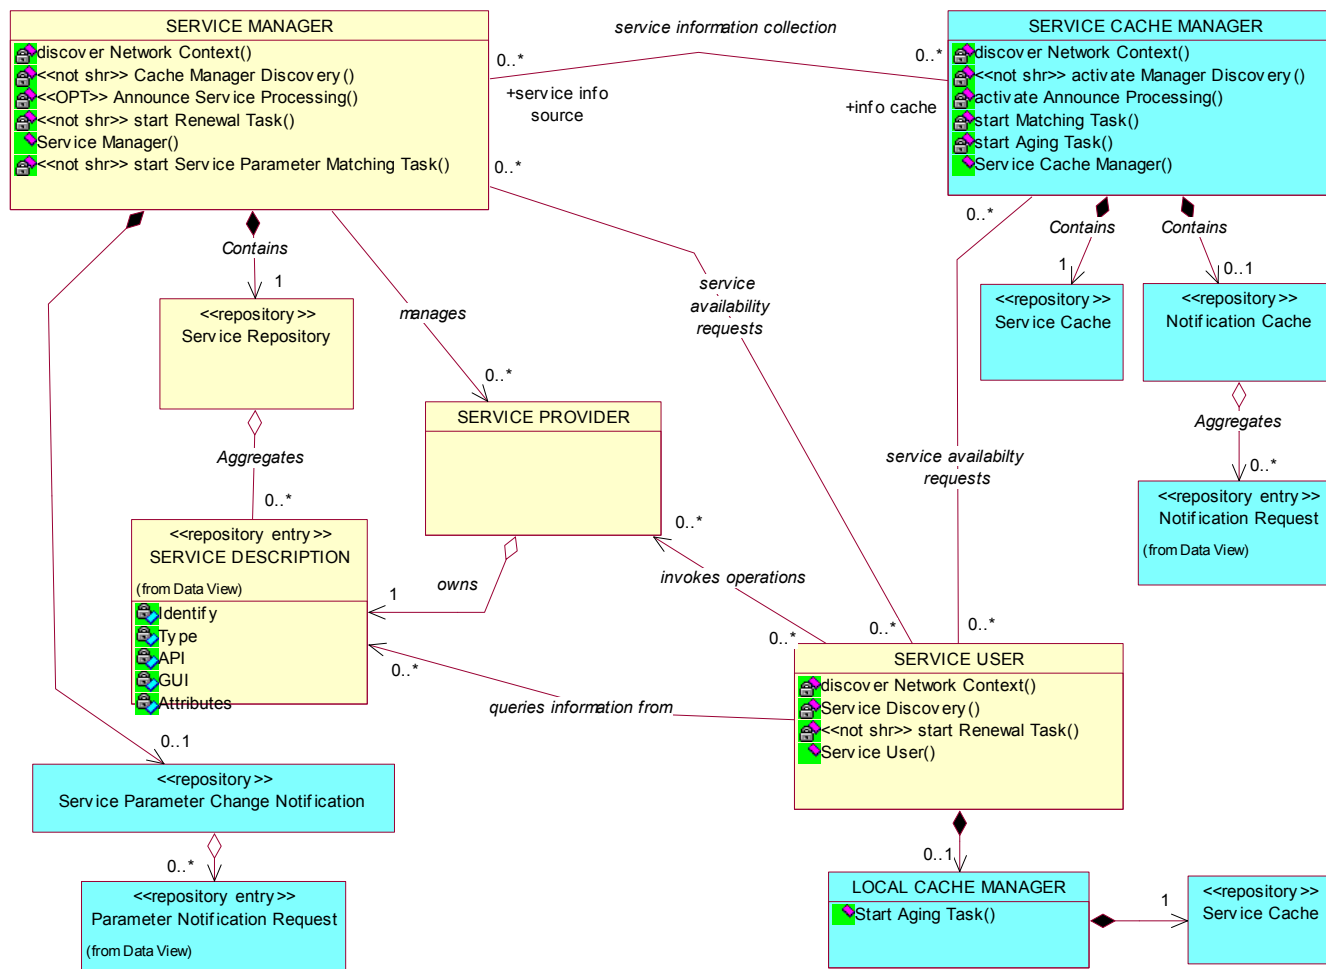 SERVICE MANAGER
discover Network Context()
<<not shr>> Cache Manager Discovery()
<<OPT>> Announce Service Processing()
<<not shr>> start Renewal Task()
Service Manager()
<<not shr>> start Service Parameter Matching Task()
service information collection
0..*
0..*
+service info
source
+info cache
SERVICE CACHE MANAGER
discover Network Context()
<<not shr>> activate Manager Discovery()
activate Announce Processing()
start Matching Task()
start Aging Task()
Service Cache Manager()
0..*
0..*
Contains
1
Contains
1
Contains
0..1
<<repository>>
Service Repository
manages
0..*
service
availability
requests
<<repository>>
Service Cache
<<repository>>
Notification Cache
Aggregates
0..*
SERVICE PROVIDER
service availabilty
requests
Aggregates
0..*
<<repository entry>>
Notification Request
(from Data View)
<<repository entry>>
SERVICE DESCRIPTION
(from Data View)
Identify
Type
API
GUI
Attributes
owns
1
0..*
invokes operations
0..*
0..*
0..*
0..*
queries information from
SERVICE USER
discover Network Context()
Service Discovery()
<<not shr>> start Renewal Task()
Service User()
0..1
<<repository>>
Service Parameter Change Notification
0..*
<<repository entry>>
Parameter Notification Request
(from Data View)
0..1
LOCAL CACHE MANAGER
Start Aging Task()
1
<<repository>>
Service Cache